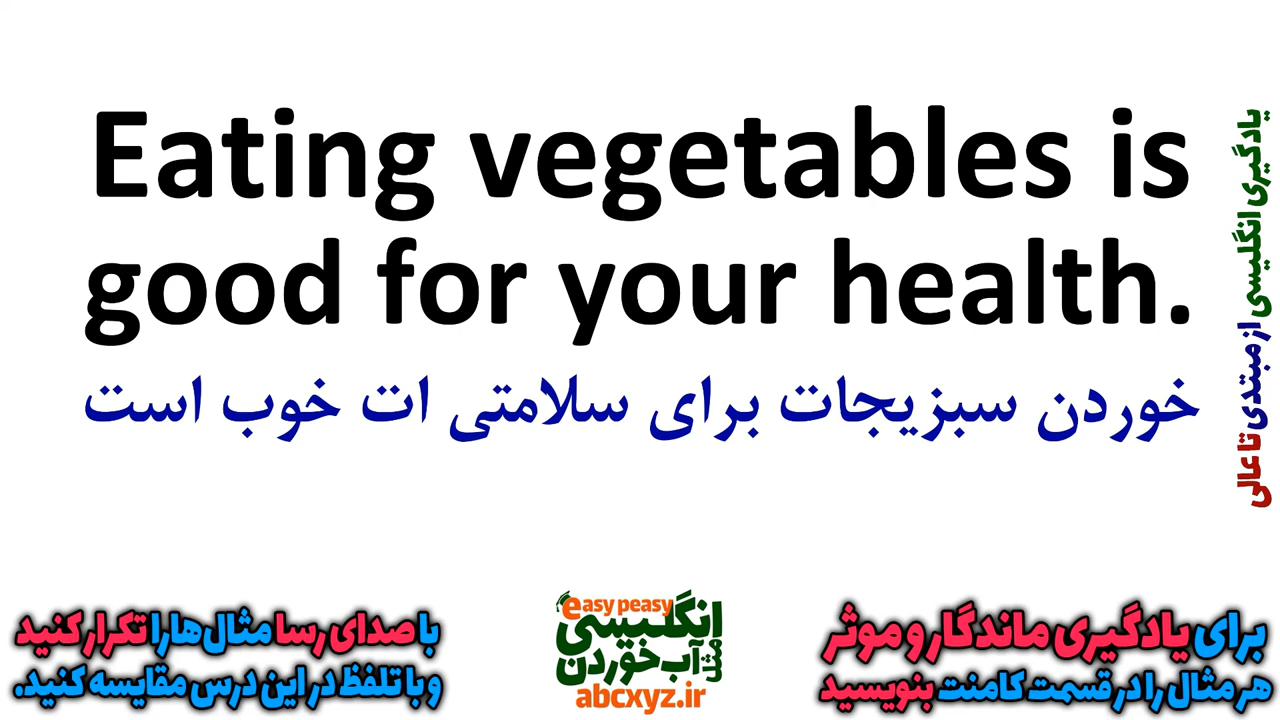 Eating vegetables is
good for your health.
خوردن سبزیجات برای سلامتی ات خوب است
یادگیری انگلیسی از مبتدی تا عالی
برای یادگیری ماندگار و موثر
هر مثال را در قسمت کامنت بنویسید
easy peasy
انگلیسی
مثل آب خوردن
abcxyz.ir
با صدای رسا مثال‌ها را تکرار کنید
و با تلفظ در این درس مقایسه کنید.